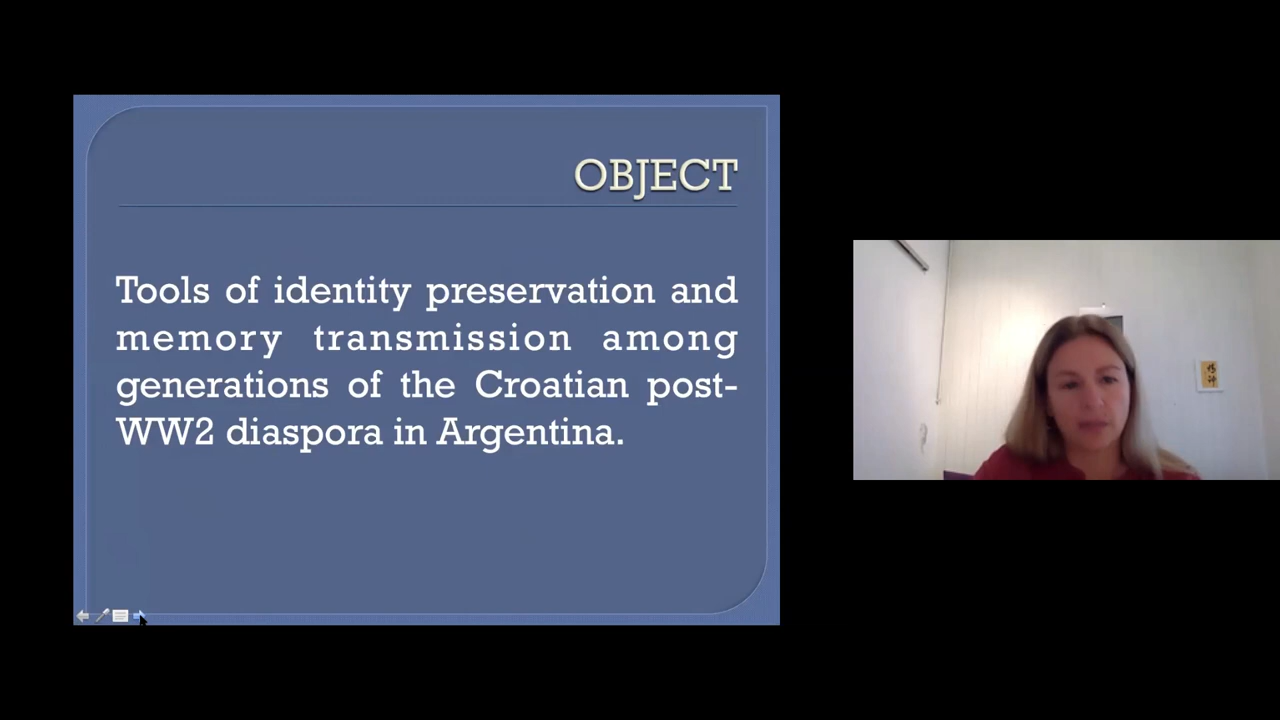 OBJECT
Tools of identity preservation and
memory transmission among
generations of the Croatian post-
WW2 diaspora in Argentina.